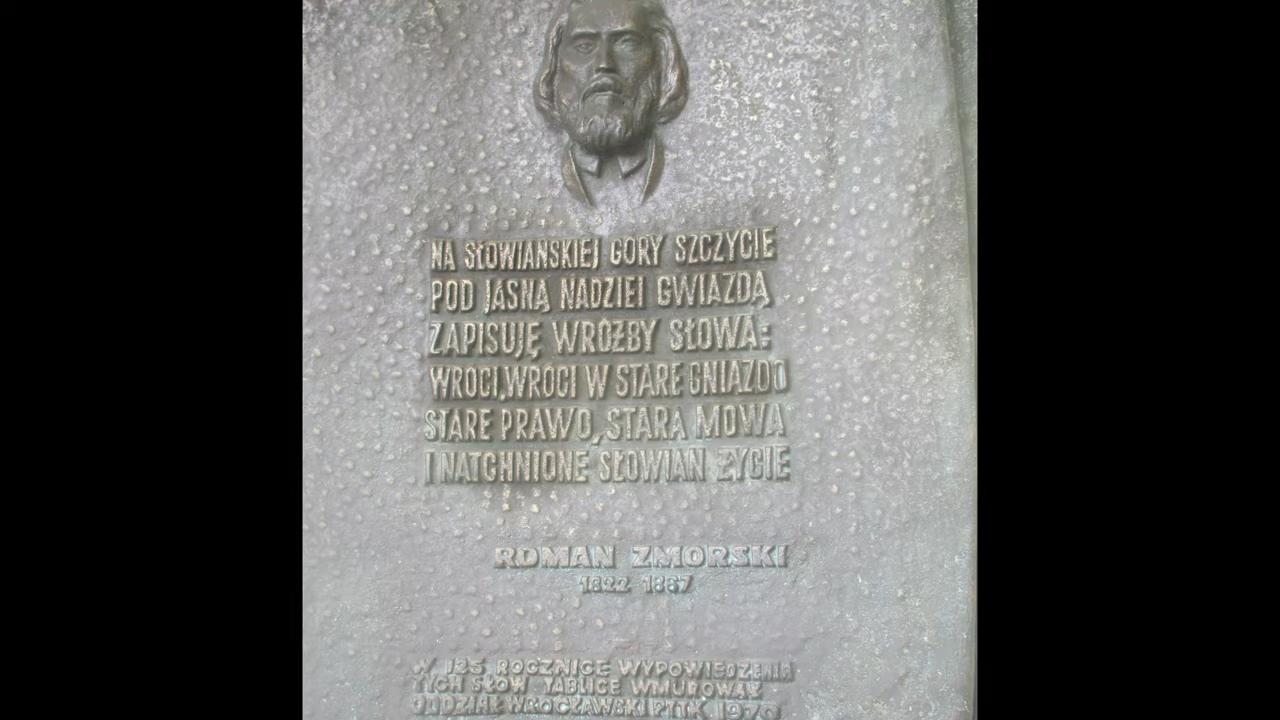 NA SŁOWIAŃSKIEJ GÓRY SZCZYCIE
POD JASNĄ NADZIEI GWIAZDĄ
ZAPISUJĘ WRÓŻBY SŁOWA:
WRÓCI, WRÓCI W STARE GNIAZDO
STARE PRAWO, STARA MOWA
I NATCHNIONE SŁOWIAN ŻYCIE
ROMAN ZMORSKI
1822-1867
W 125 ROCZNICĘ WYPOWIEDZENIA
TYCH SŁÓW TABLICĘ WMUROWAŁ
ODDZIAŁ WROCŁAWSKI PTTK 1970